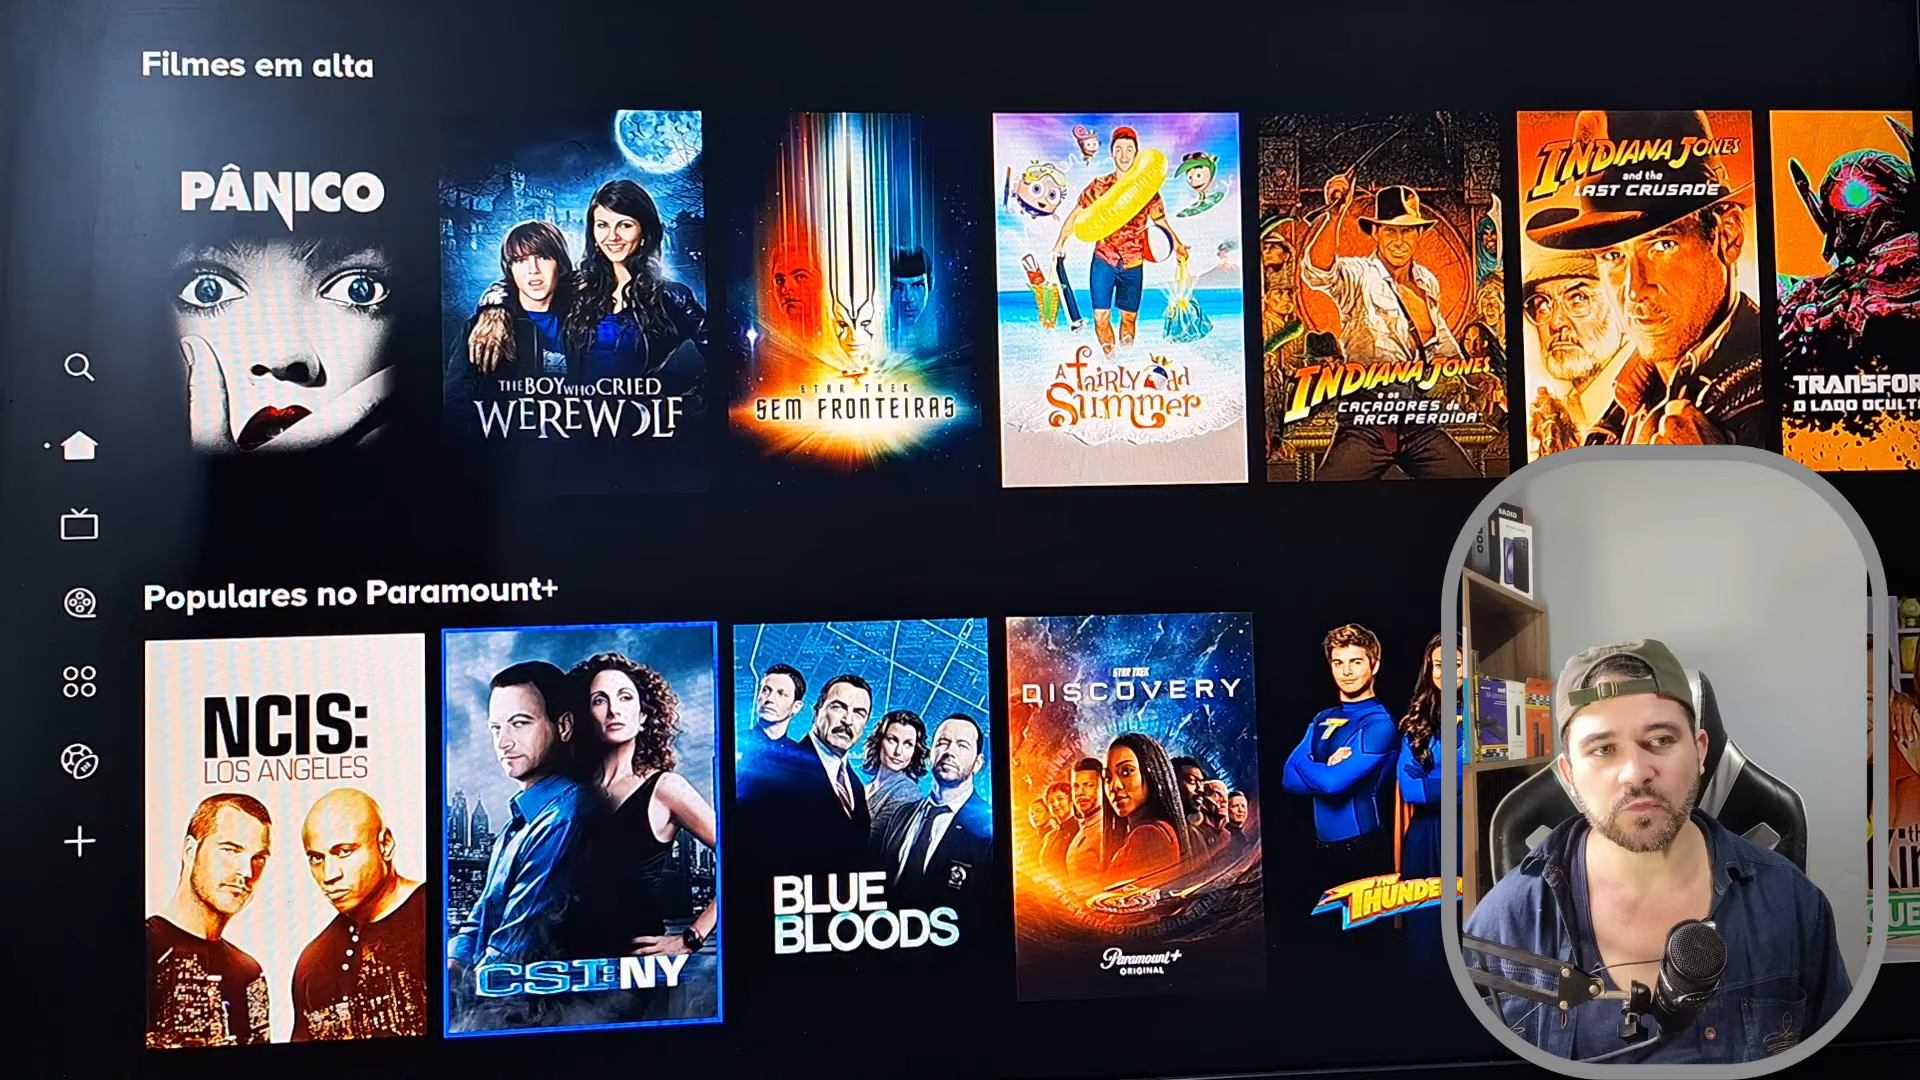 Filmes em alta
PÂNICO
THE BOY WHO CRIED
WEREWOLF
STAR TREK
SEM FRONTEIRAS
A FAIRLY Odd
Summer
INDIANA JONES
e os
CAÇADORES da
ARCA PERDIDA
INDIANA JONES
and the
LAST CRUSADE
TRANSFOR
O LADO OCULT
Populares no Paramount+
NCIS:
LOS ANGELES
CSI: NY
BLUE
BLOODS
STAR TREK
DISCOVERY
Paramount+
ORIGINAL
THE
THUNDE